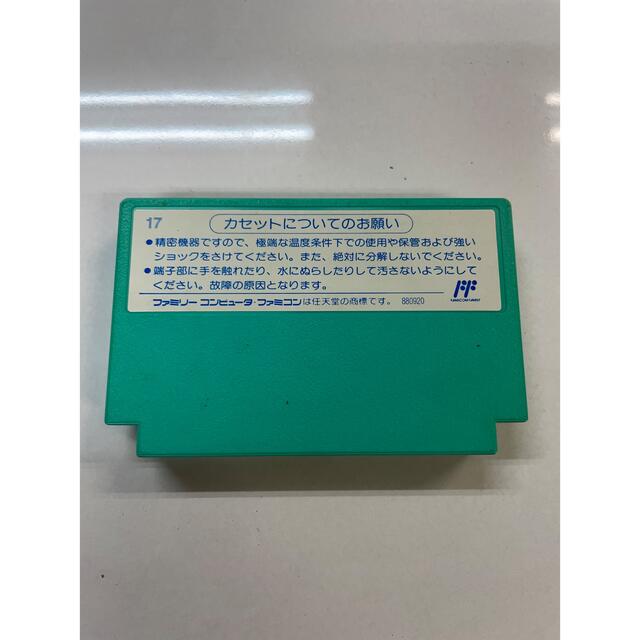 17
カセットについてのお願い
●精密機器ですので、極端な温度条件下での使用や保管および強い
ショックをさけてください。また、絶対に分解しないでください。
●端子部に手を触れたり、水にぬらしたりして汚さないようにして
ください。故障の原因となります。
ファミリーコンピュータ・ファミコンは任天堂の商標です。 880920